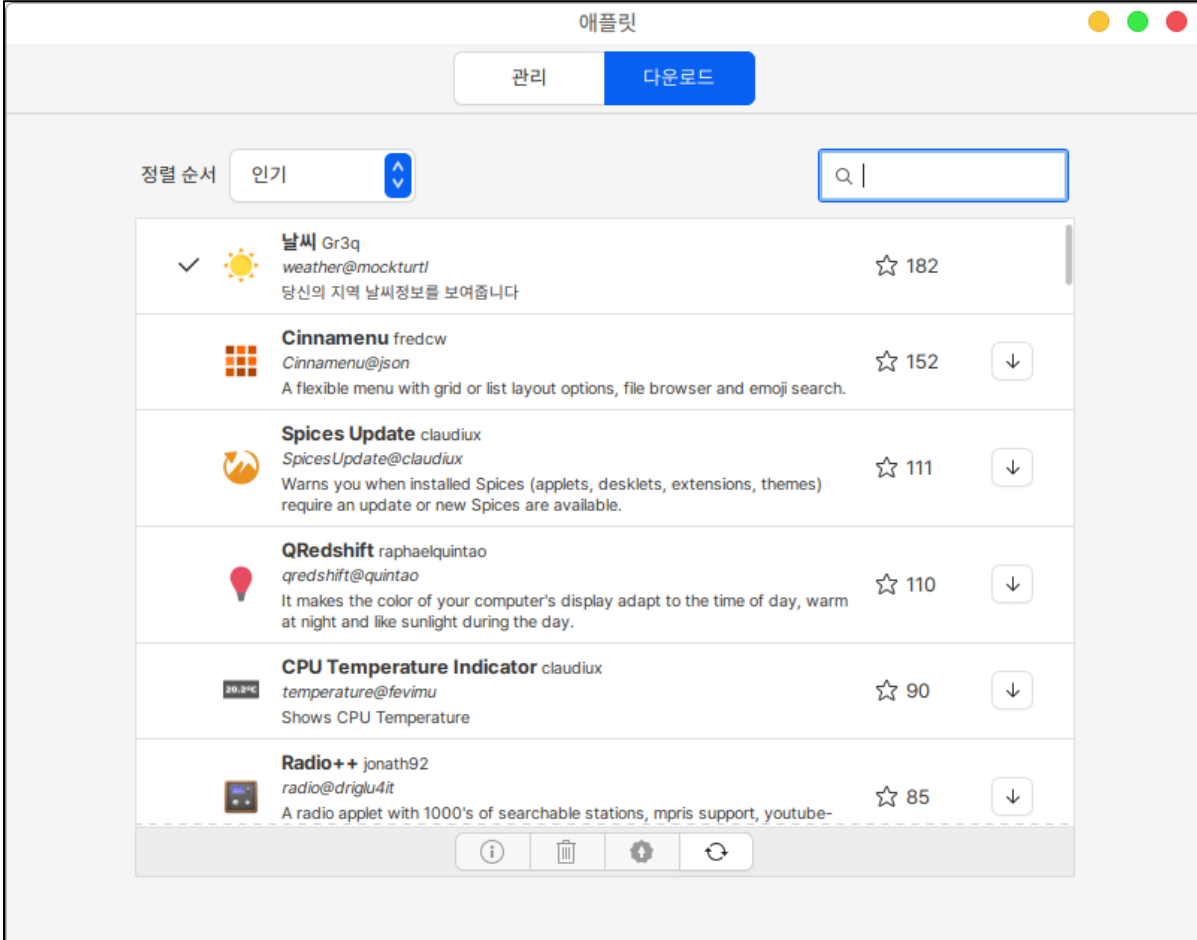 애플릿
관리
다운로드
정렬 순서
인기
날씨 Gr3q
weather@mockturtl
당신의 지역 날씨정보를 보여줍니다
182
Cinnamenu fredcw
Cinnamenu@json
A flexible menu with grid or list layout options, file browser and emoji search.
152
Spices Update claudiux
SpicesUpdate@claudiux
Warns you when installed Spices (applets, desklets, extensions, themes)
require an update or new Spices are available.
111
QRedshift raphaelquintao
qredshift@quintao
It makes the color of your computer's display adapt to the time of day, warm
at night and like sunlight during the day.
110
20.2°C
CPU Temperature Indicator claudiux
temperature@fevimu
Shows CPU Temperature
90
Radio++ jonath92
radio@driglu4it
A radio applet with 1000's of searchable stations, mpris support, youtube-
85